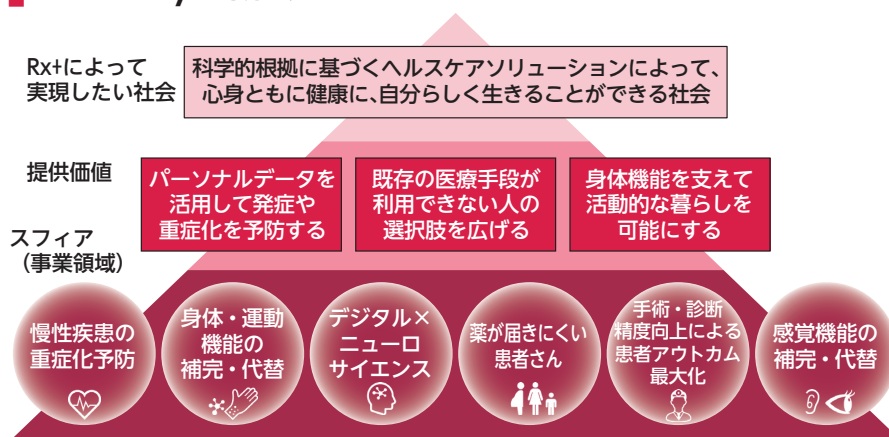 Rx+によって
実現したい社会
科学的根拠に基づくヘルスケアソリューションによって、
心身ともに健康に、自分らしく生きることができる社会
提供価値
パーソナルデータを
活用して発症や
重症化を予防する
既存の医療手段が
利用できない人の
選択肢を広げる
身体機能を支えて
活動的な暮らしを
可能にする
スフィア
（事業領域）
慢性疾患の
重症化予防
身体・運動
機能の
補完・代替
デジタル×
ニューロ
サイエンス
薬が届きにくい
患者さん
手術・診断
精度向上による
患者アウトカム
最大化
感覚機能の
補完・代替